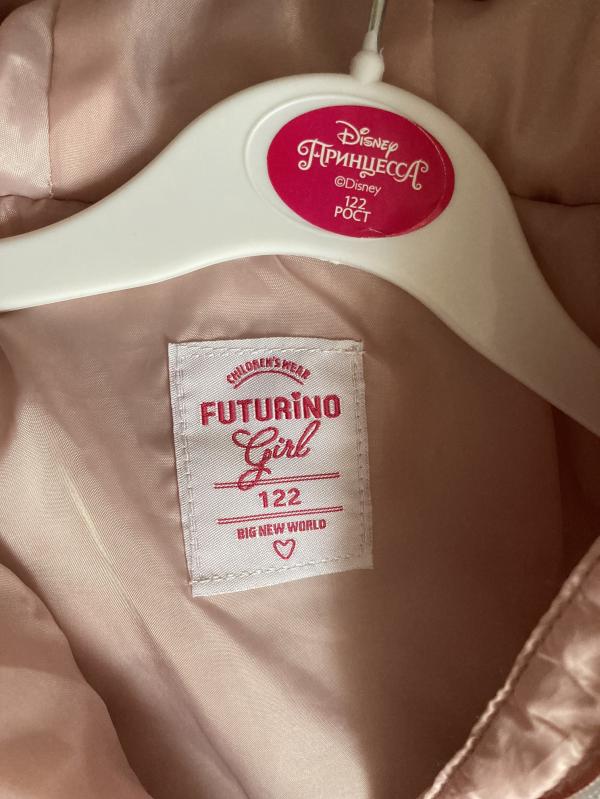 Disney
ПРИНЦЕССА
©Disney
122
РОСТ
CHILDREN'S WEAR
FUTURiNO
Girl
122
BIG NEW WORLD